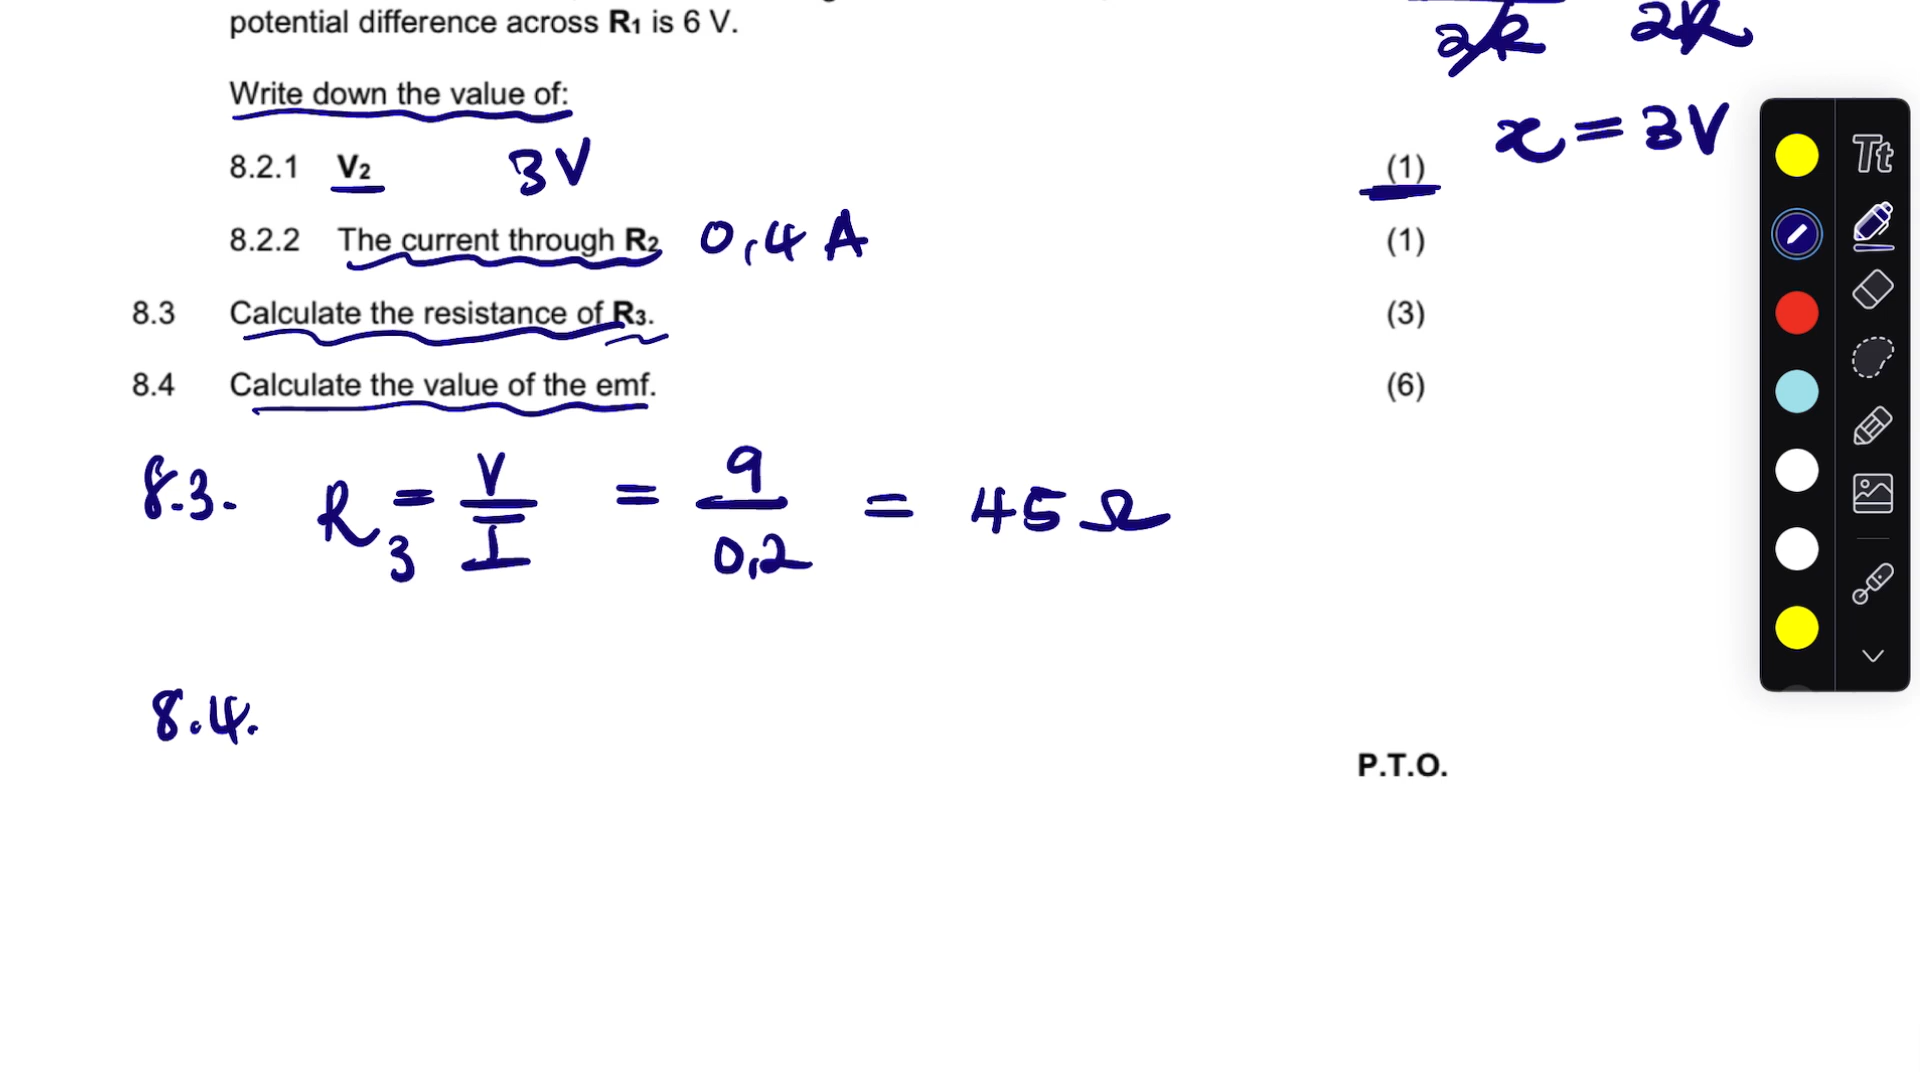 potential difference across R1 is 6 V.
2R 2R
Write down the value of:
x = 3V
8.2.1 V2 3V (1)
8.2.2 The current through R2 0,4 A (1)
8.3 Calculate the resistance of R3. (3)
8.4 Calculate the value of the emf. (6)
8.3. R3 = V/I = 9/0,2 = 45 Ω
8.4.
P.T.O.
Tt